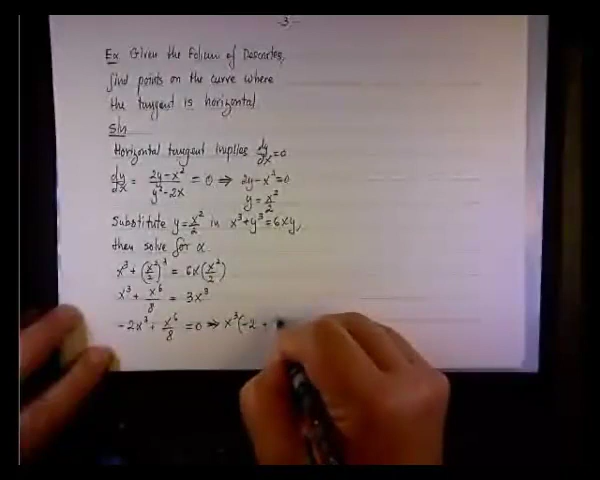 -3-
Ex Given the Folium of Descartes,
find points on the curve where
the tangent is horizontal.
Sln
Horizontal tangent implies dy/dx = 0
dy/dx = (2y-x²)/(y²-2x) = 0 ⇒ 2y-x² = 0
y = x²/2
Substitute y = x²/2 in x³+y³=6xy,
then solve for x.
x³ + (x²/2)³ = 6x(x²/2)
x³ + x⁶/8 = 3x³
-2x³ + x⁶/8 = 0 ⇒ x³(-2 +